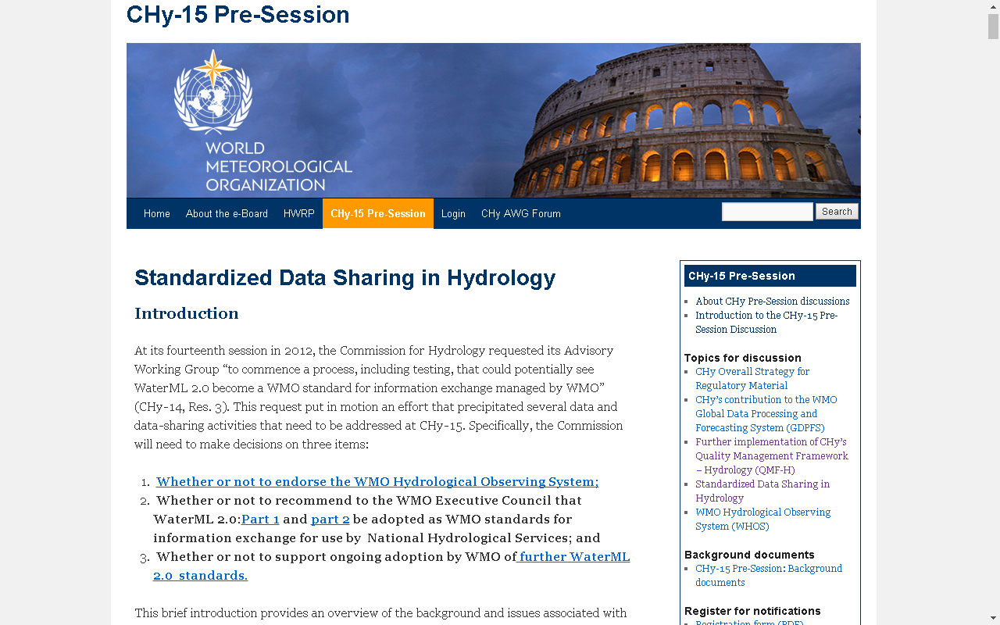 CHy-15 Pre-Session
WORLD
METEOROLOGICAL
ORGANIZATION
Home About the e-Board HWRP CHy-15 Pre-Session Login CHy AWG Forum Search
Standardized Data Sharing in Hydrology
Introduction
At its fourteenth session in 2012, the Commission for Hydrology requested its Advisory
Working Group “to commence a process, including testing, that could potentially see
WaterML 2.0 become a WMO standard for information exchange managed by WMO”
(CHy-14, Res. 3). This request put in motion an effort that precipitated several data and
data-sharing activities that need to be addressed at CHy-15. Specifically, the Commission
will need to make decisions on three items:
1. Whether or not to endorse the WMO Hydrological Observing System;
2. Whether or not to recommend to the WMO Executive Council that
WaterML 2.0:Part 1 and part 2 be adopted as WMO standards for
information exchange for use by National Hydrological Services; and
3. Whether or not to support ongoing adoption by WMO of further WaterML
2.0 standards.
This brief introduction provides an overview of the background and issues associated with
CHy-15 Pre-Session
About CHy Pre-Session discussions
Introduction to the CHy-15 Pre-
Session Discussion
Topics for discussion
CHy Overall Strategy for
Regulatory Material
CHy’s contribution to the WMO
Global Data Processing and
Forecasting System (GDPFS)
Further implementation of CHy’s
Quality Management Framework
– Hydrology (QMF-H)
Standardized Data Sharing in
Hydrology
WMO Hydrological Observing
System (WHOS)
Background documents
CHy-15 Pre-Session: Background
documents
Register for notifications
Registration form (PDF)